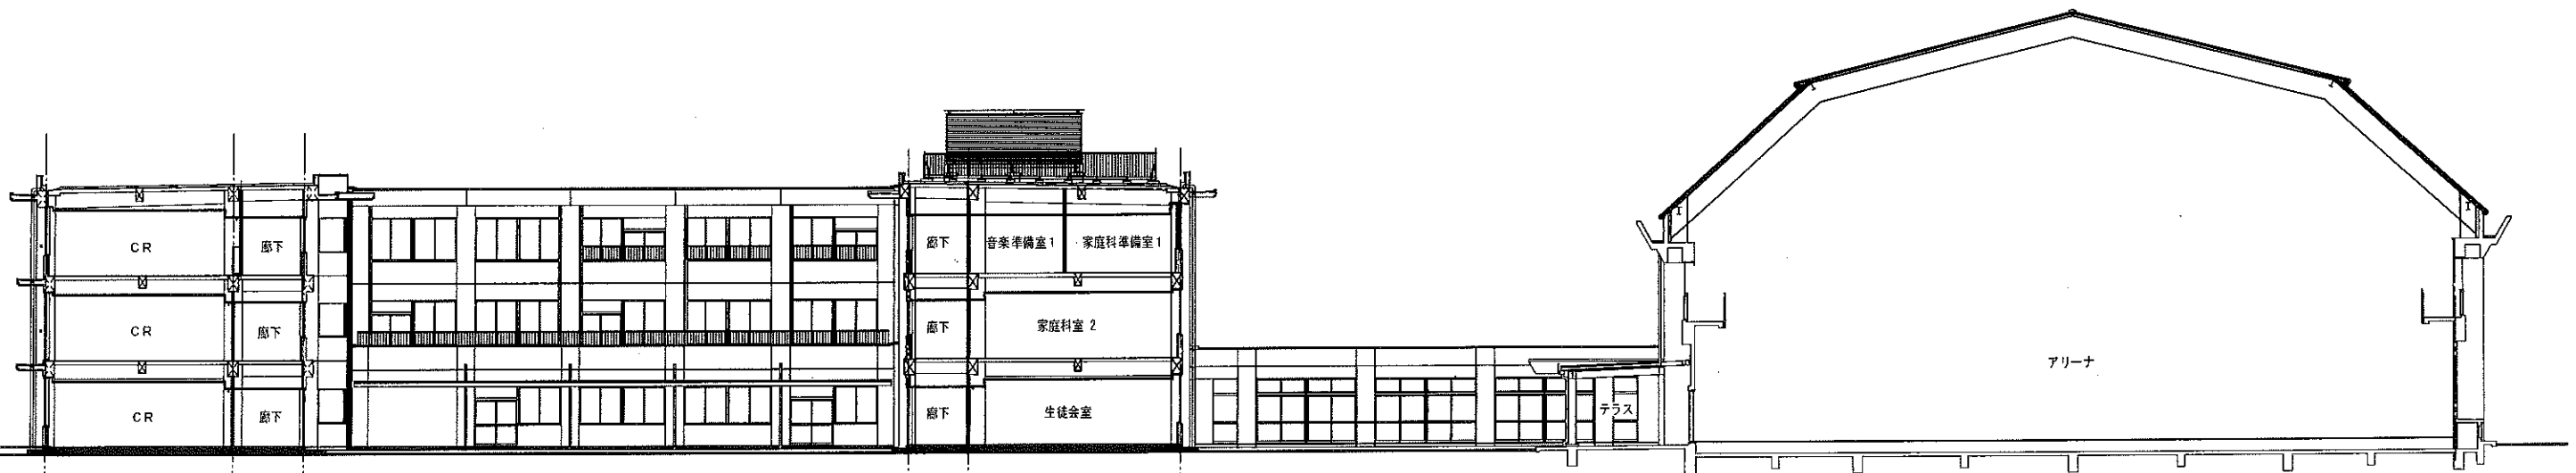 CR 廊下 廊下 音楽準備室1 家庭科準備室1
CR 廊下 廊下 家庭科室 2
アリーナ
CR 廊下 廊下 生徒会室 テラス